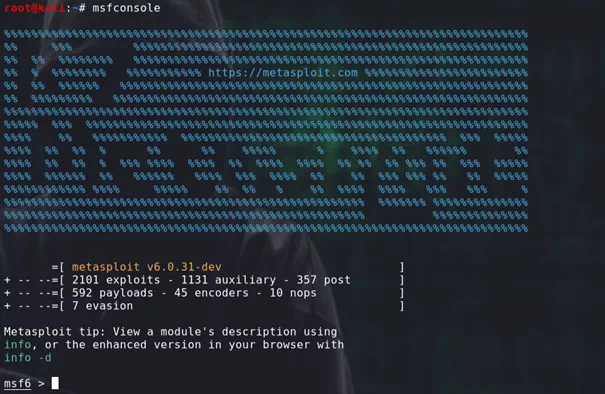 root@kali:~# msfconsole
https://metasploit.com
=[ metasploit v6.0.31-dev ]
+ -- --=[ 2101 exploits - 1131 auxiliary - 357 post ]
+ -- --=[ 592 payloads - 45 encoders - 10 nops ]
+ -- --=[ 7 evasion ]
Metasploit tip: View a module's description using
info, or the enhanced version in your browser with
info -d
msf6 >